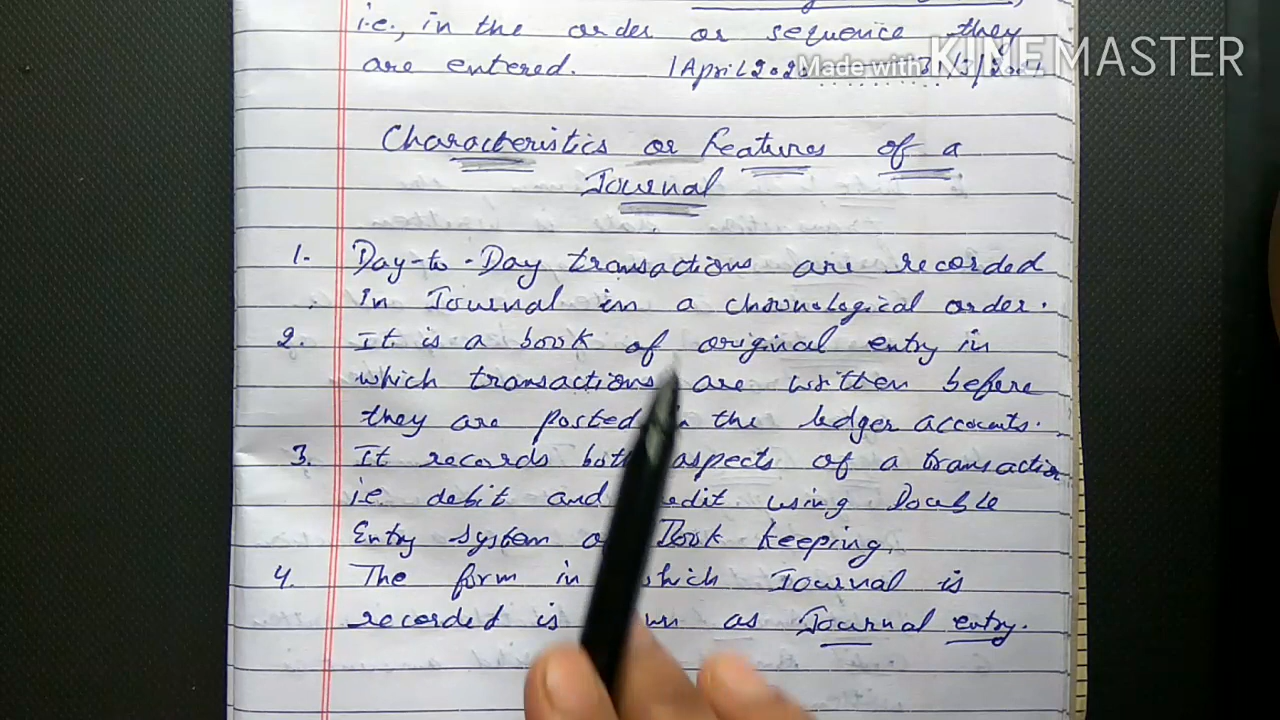 i.e., in the order or sequence they
are entered. 1 April 202
Made with KINEMASTER
Characteristics or Features of a
Journal
1. Day-to-Day transactions are recorded
In Journal in a chronological order.
2. It is a book of original entry in
which transactions are written before
they are posted in the ledger accounts.
3. It records both aspects of a transaction
i.e debit and credit using Double
Entry System of Book keeping.
4. The form in which Journal is
recorded is as Journal entry.